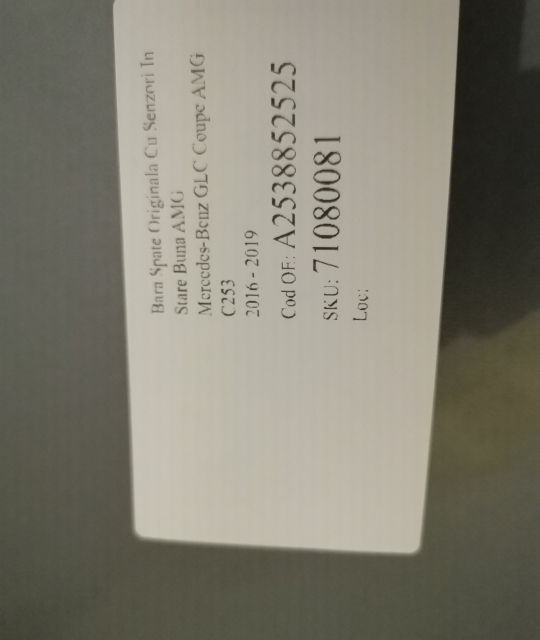 Bara Spate Originala Cu Senzori In
Stare Buna AMG
Mercedes-Benz GLC Coupe AMG
C253
2016 - 2019
Cod OE: A2538852525
SKU: 71080081
Loc: